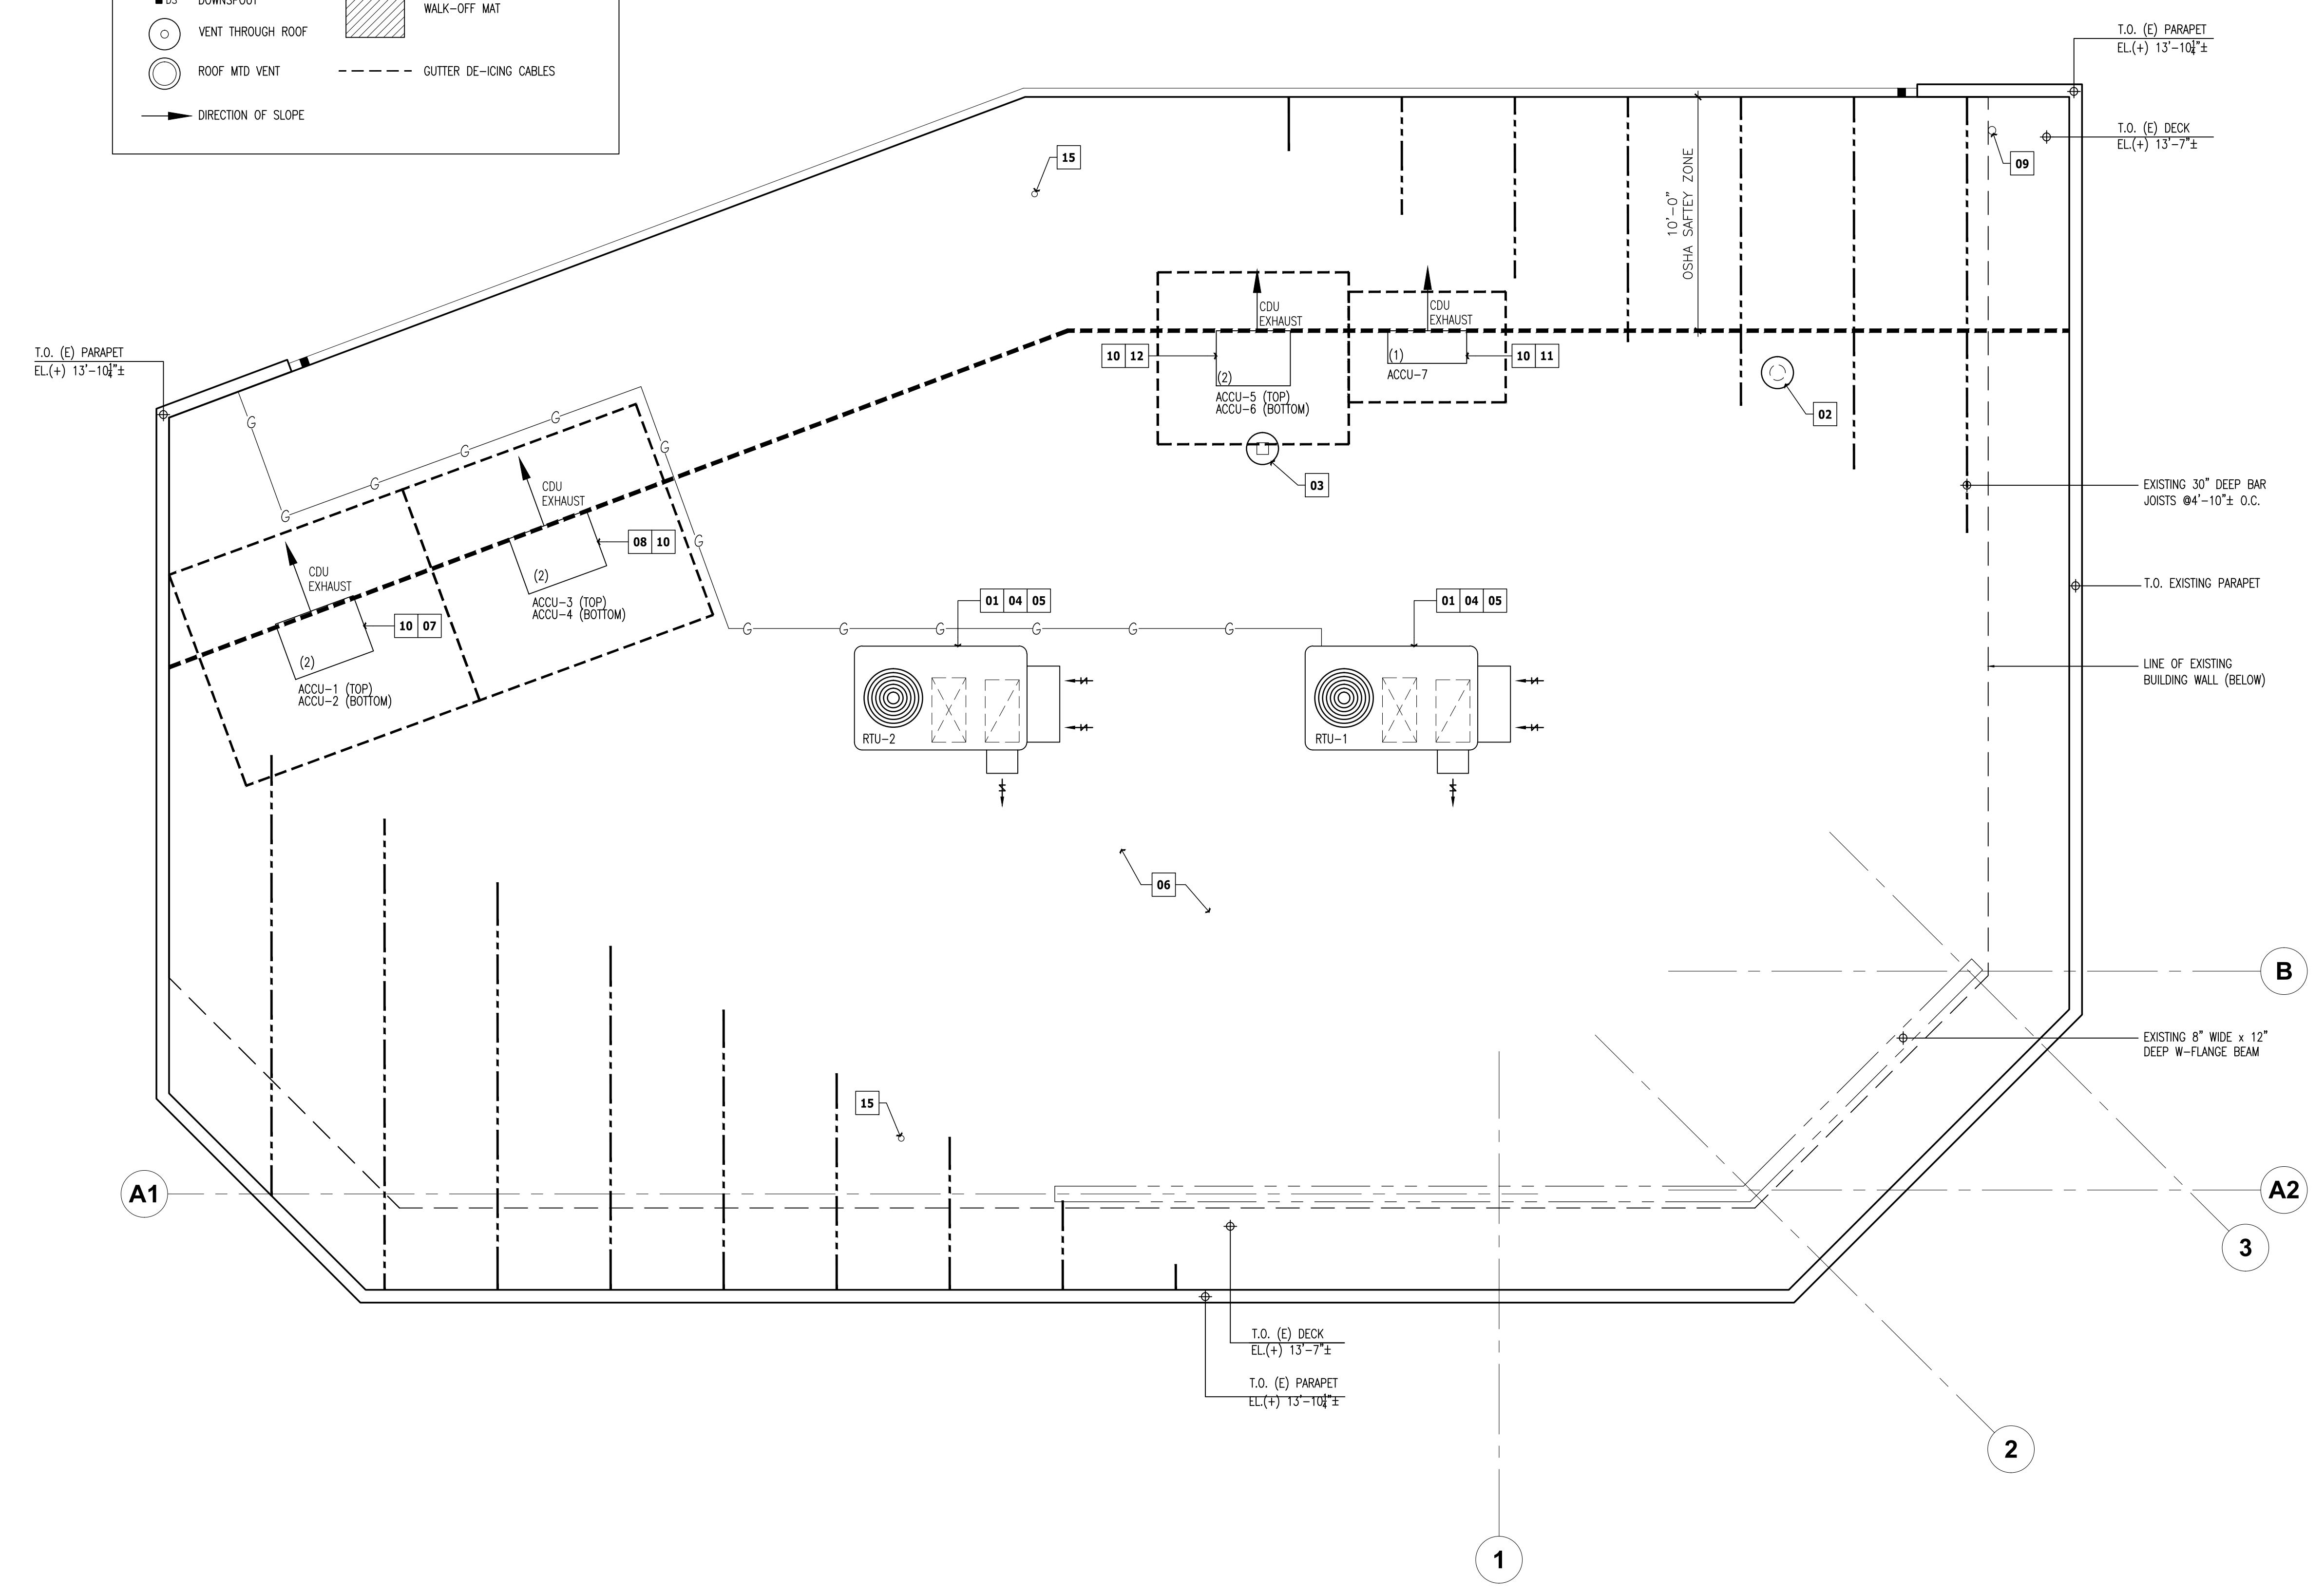 DS DOWNSPOUT
WALK-OFF MAT
VENT THROUGH ROOF
ROOF MTD VENT
GUTTER DE-ICING CABLES
DIRECTION OF SLOPE
T.O. (E) PARAPET
EL.(+) 13'-10¼"±
T.O. (E) DECK
EL.(+) 13'-7"±
09
15
10'-0"
OSHA SAFTEY ZONE
T.O. (E) PARAPET
EL.(+) 13'-10¼"±
CDU
EXHAUST
CDU
EXHAUST
10 12
(2)
ACCU-5 (TOP)
ACCU-6 (BOTTOM)
(1)
ACCU-7
10 11
02
03
G
G
G
G
G
G
G
CDU
EXHAUST
(2)
ACCU-3 (TOP)
ACCU-4 (BOTTOM)
08 10
CDU
EXHAUST
(2)
ACCU-1 (TOP)
ACCU-2 (BOTTOM)
10 07
EXISTING 30" DEEP BAR
JOISTS @4'-10"± O.C.
T.O. EXISTING PARAPET
01 04 05
01 04 05
G
G
G
G
G
G
RTU-2
RTU-1
LINE OF EXISTING
BUILDING WALL (BELOW)
06
B
EXISTING 8" WIDE x 12"
DEEP W-FLANGE BEAM
15
A1
A2
3
T.O. (E) DECK
EL.(+) 13'-7"±
T.O. (E) PARAPET
EL.(+) 13'-10¼"±
2
1